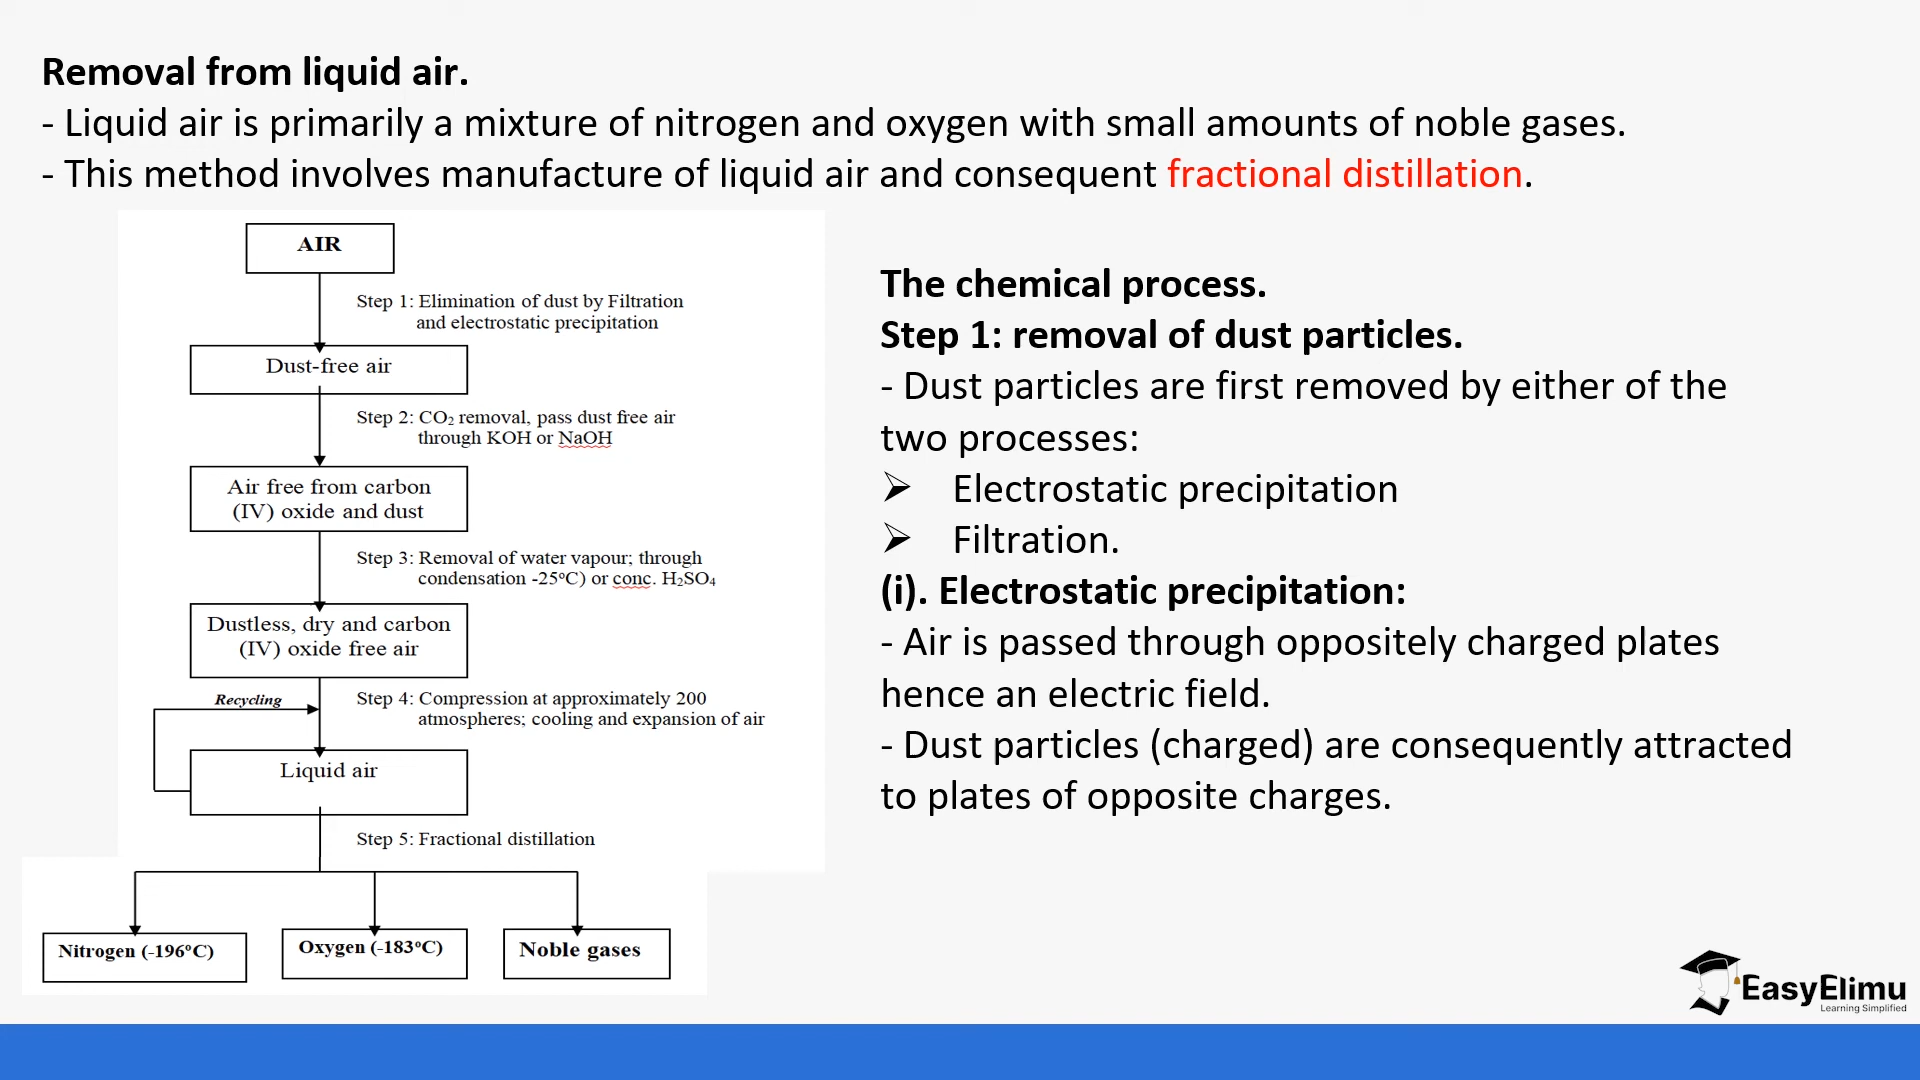 Removal from liquid air.
- Liquid air is primarily a mixture of nitrogen and oxygen with small amounts of noble gases.
- This method involves manufacture of liquid air and consequent fractional distillation.
AIR
Step 1: Elimination of dust by Filtration
and electrostatic precipitation
Dust-free air
Step 2: CO₂ removal, pass dust free air
through KOH or NaOH
Air free from carbon
(IV) oxide and dust
Step 3: Removal of water vapour; through
condensation -25°C) or conc. H₂SO₄
Dustless, dry and carbon
(IV) oxide free air
Recycling
Step 4: Compression at approximately 200
atmospheres; cooling and expansion of air
Liquid air
Step 5: Fractional distillation
Nitrogen (-196°C)
Oxygen (-183°C)
Noble gases
The chemical process.
Step 1: removal of dust particles.
- Dust particles are first removed by either of the
two processes:
➢ Electrostatic precipitation
➢ Filtration.
(i). Electrostatic precipitation:
- Air is passed through oppositely charged plates
hence an electric field.
- Dust particles (charged) are consequently attracted
to plates of opposite charges.
EasyElimu
Learning Simplified